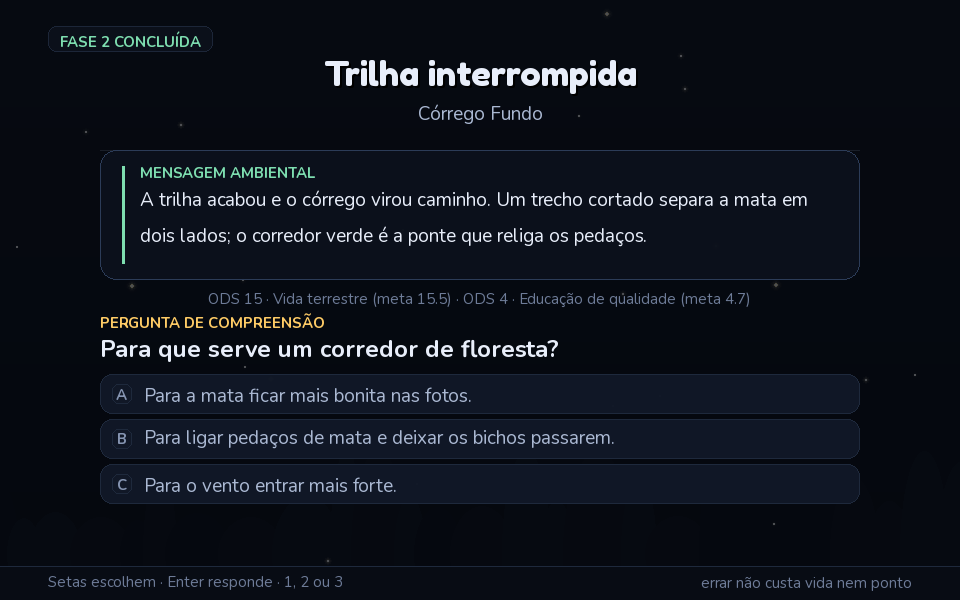 FASE 2 CONCLUÍDA
Trilha interrompida
Córrego Fundo
MENSAGEM AMBIENTAL
A trilha acabou e o córrego virou caminho. Um trecho cortado separa a mata em
dois lados; o corredor verde é a ponte que religa os pedaços.
ODS 15 · Vida terrestre (meta 15.5) · ODS 4 · Educação de qualidade (meta 4.7)
PERGUNTA DE COMPREENSÃO
Para que serve um corredor de floresta?
A Para a mata ficar mais bonita nas fotos.
B Para ligar pedaços de mata e deixar os bichos passarem.
C Para o vento entrar mais forte.
Setas escolhem · Enter responde · 1, 2 ou 3
errar não custa vida nem ponto